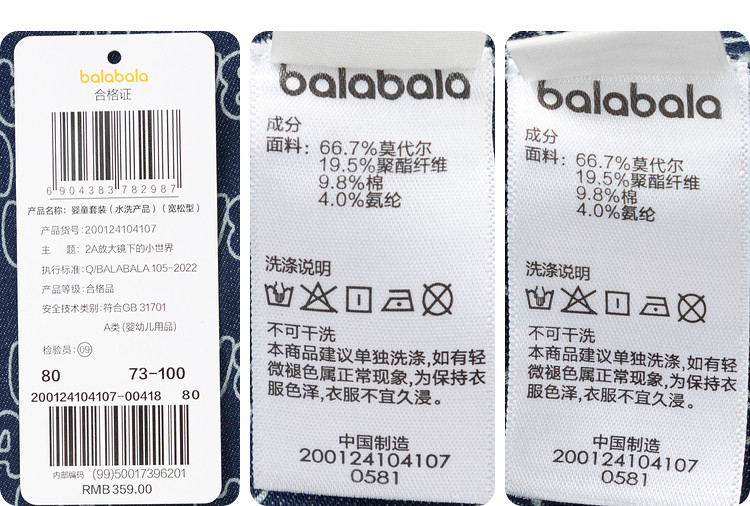 balabala
合格证
6 904383 782987
产品名称：婴童套装（水洗产品）（宽松型）
产品货号：200124104107
主 题：2A放大镜下的小世界
执行标准：Q/BALABALA 105-2022
产品等级：合格品
安全技术类别：符合GB 31701
A类（婴幼儿用品）
检验员：09
80 73-100
200124104107-00418 80
内部编码 (99)50017396201
RMB 359.00
balabala
成分
面料：66.7%莫代尔
19.5%聚酯纤维
9.8%棉
4.0%氨纶
洗涤说明
不可干洗
本商品建议单独洗涤,如有轻
微褪色属正常现象,为保持衣
服色泽,衣服不宜久浸。
中国制造
200124104107
0581
balabala
成分
面料：66.7%莫代尔
19.5%聚酯纤维
9.8%棉
4.0%氨纶
洗涤说明
不可干洗
本商品建议单独洗涤,如有轻
微褪色属正常现象,为保持衣
服色泽,衣服不宜久浸。
中国制造
200124104107
0581